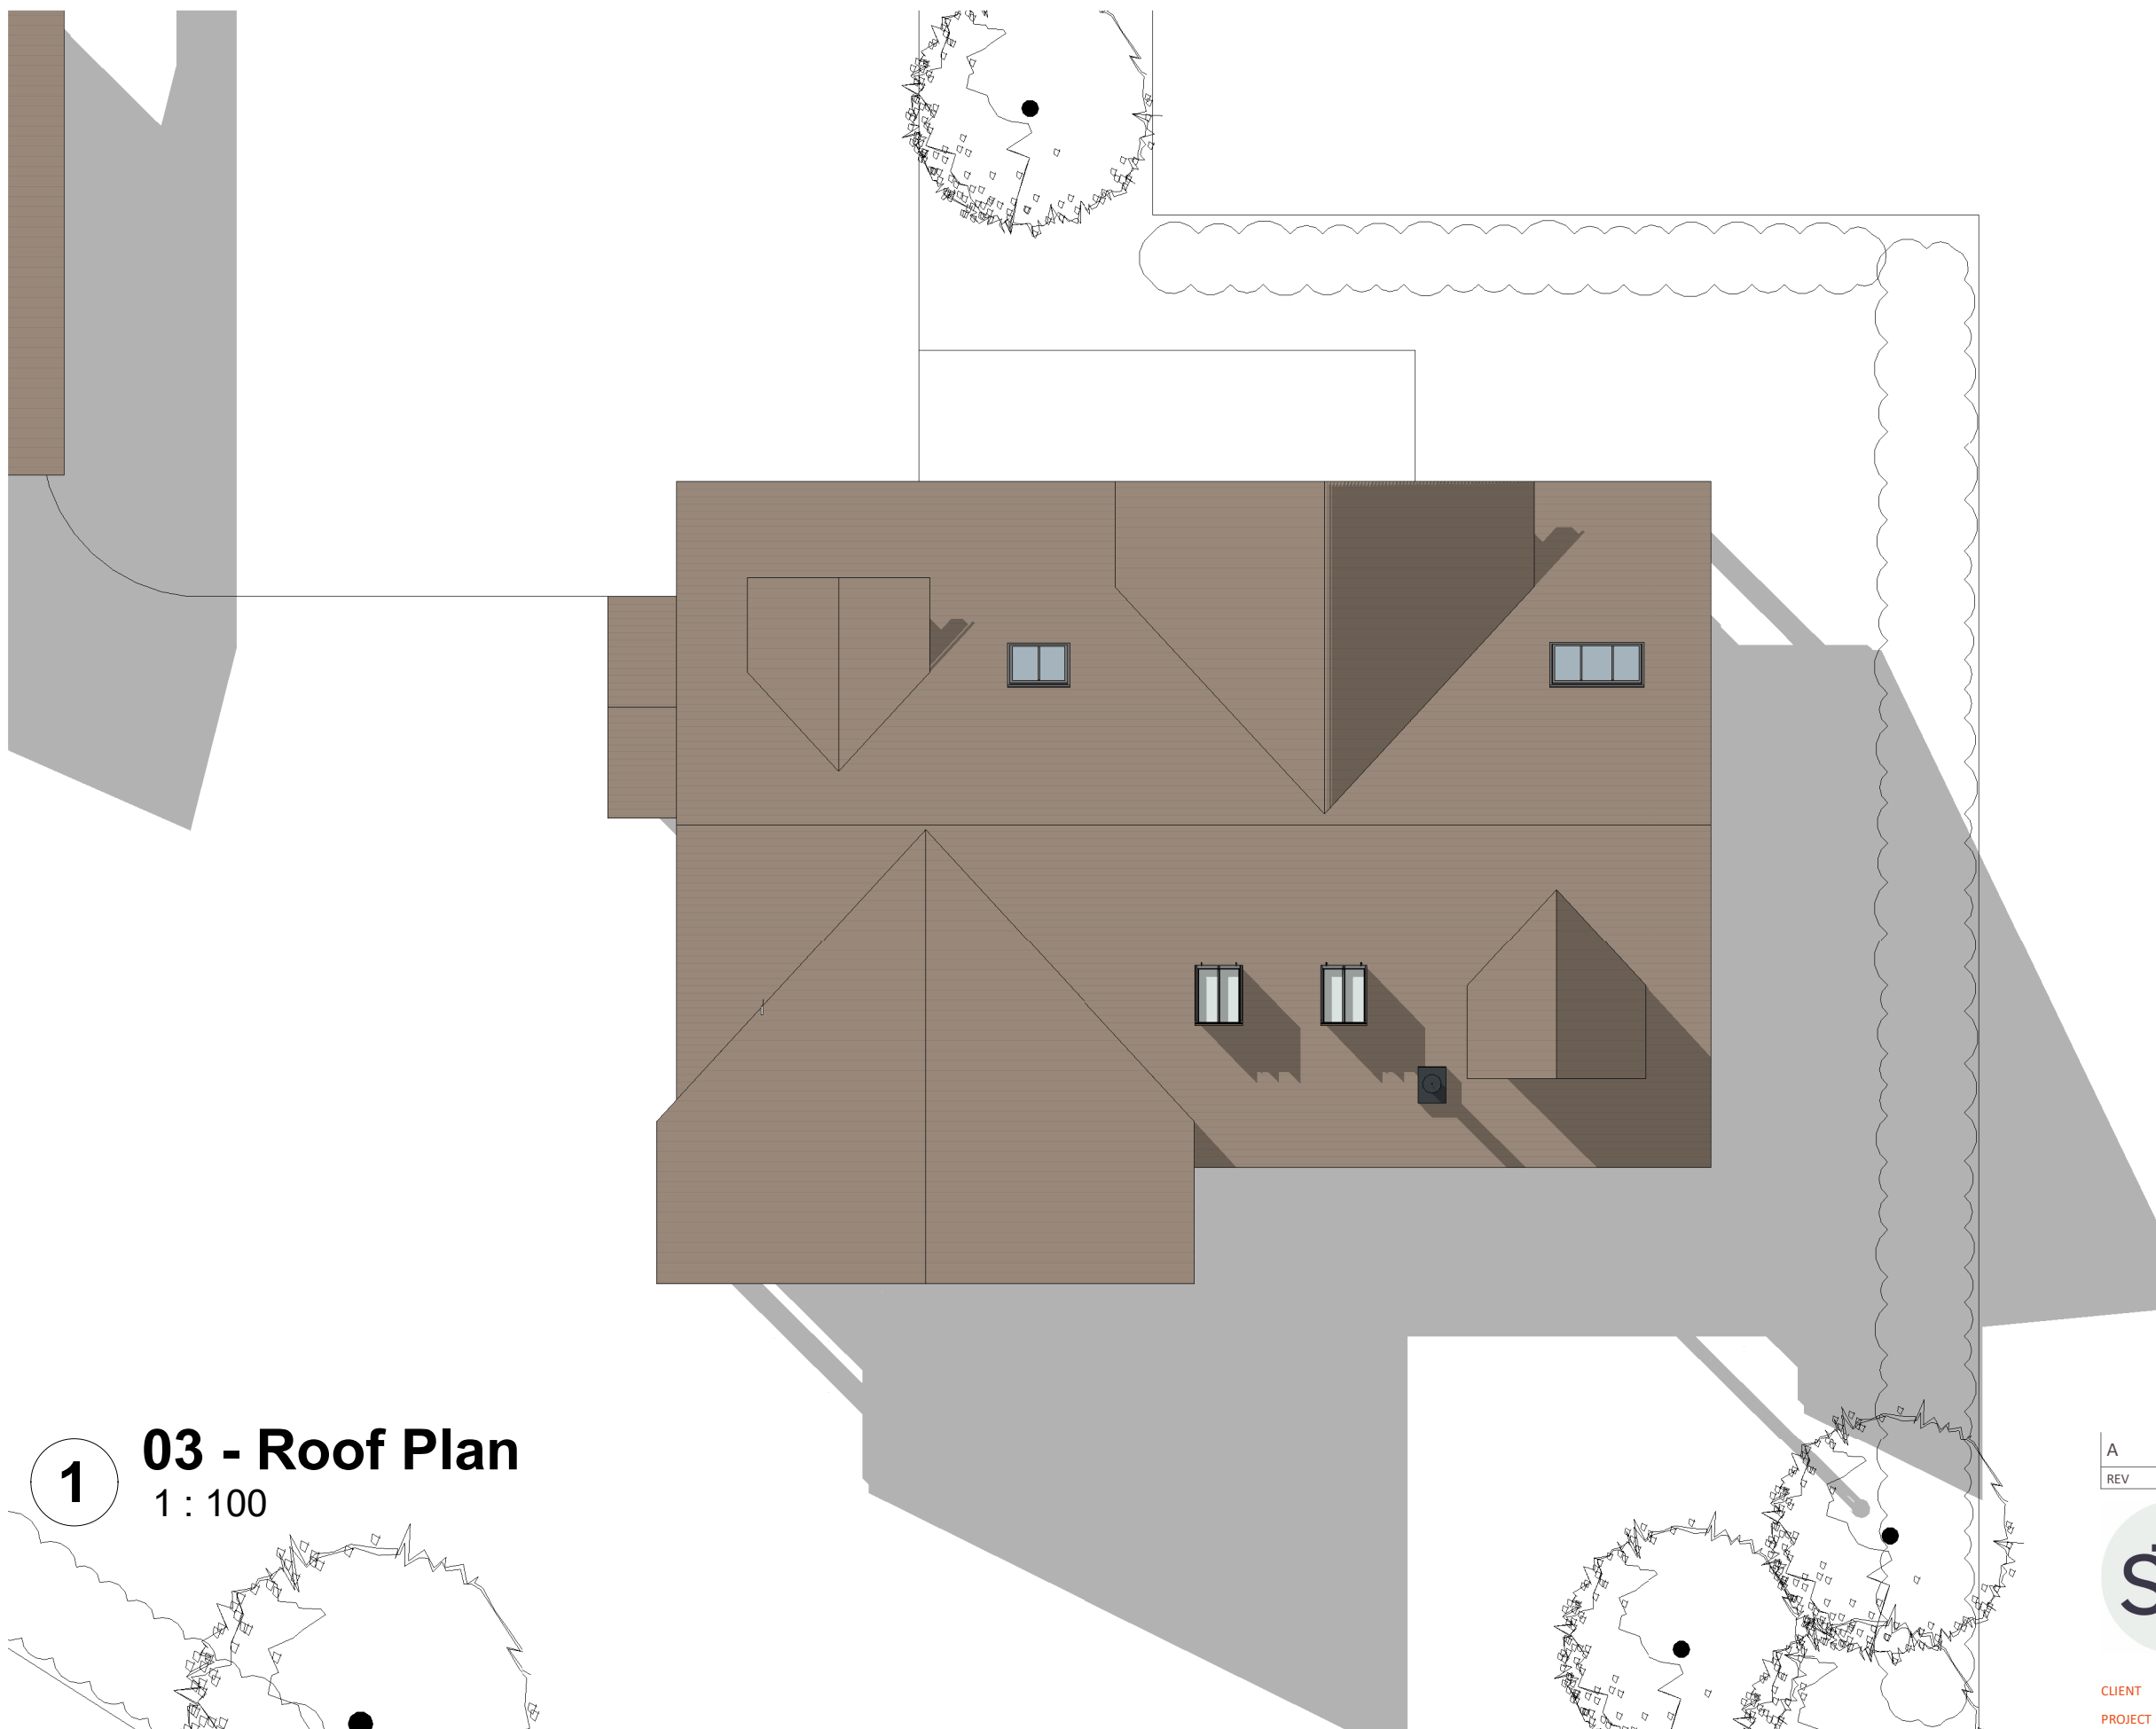 1
03 - Roof Plan
1 : 100
A
REV
S
CLIENT
PROJECT